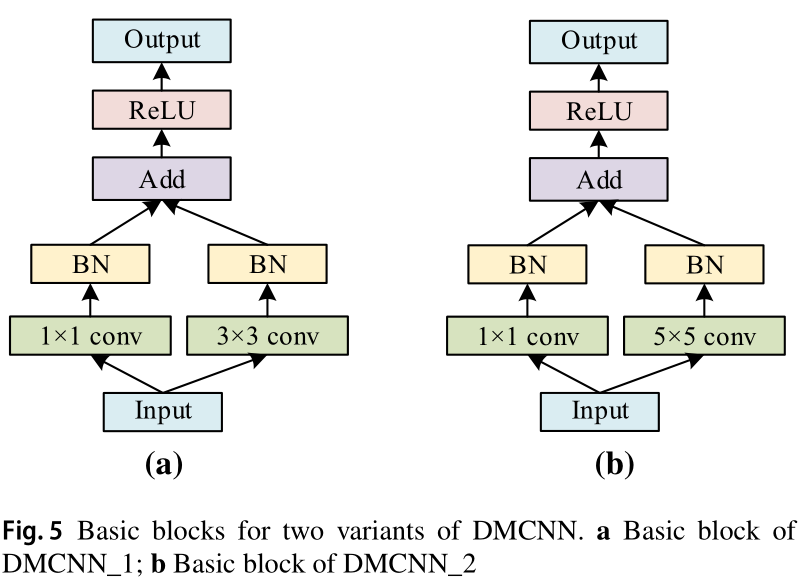 Output
ReLU
Add
BN BN
1×1 conv 3×3 conv
Input
(a)
Output
ReLU
Add
BN BN
1×1 conv 5×5 conv
Input
(b)
Fig. 5 Basic blocks for two variants of DMCNN. a Basic block of
DMCNN_1; b Basic block of DMCNN_2